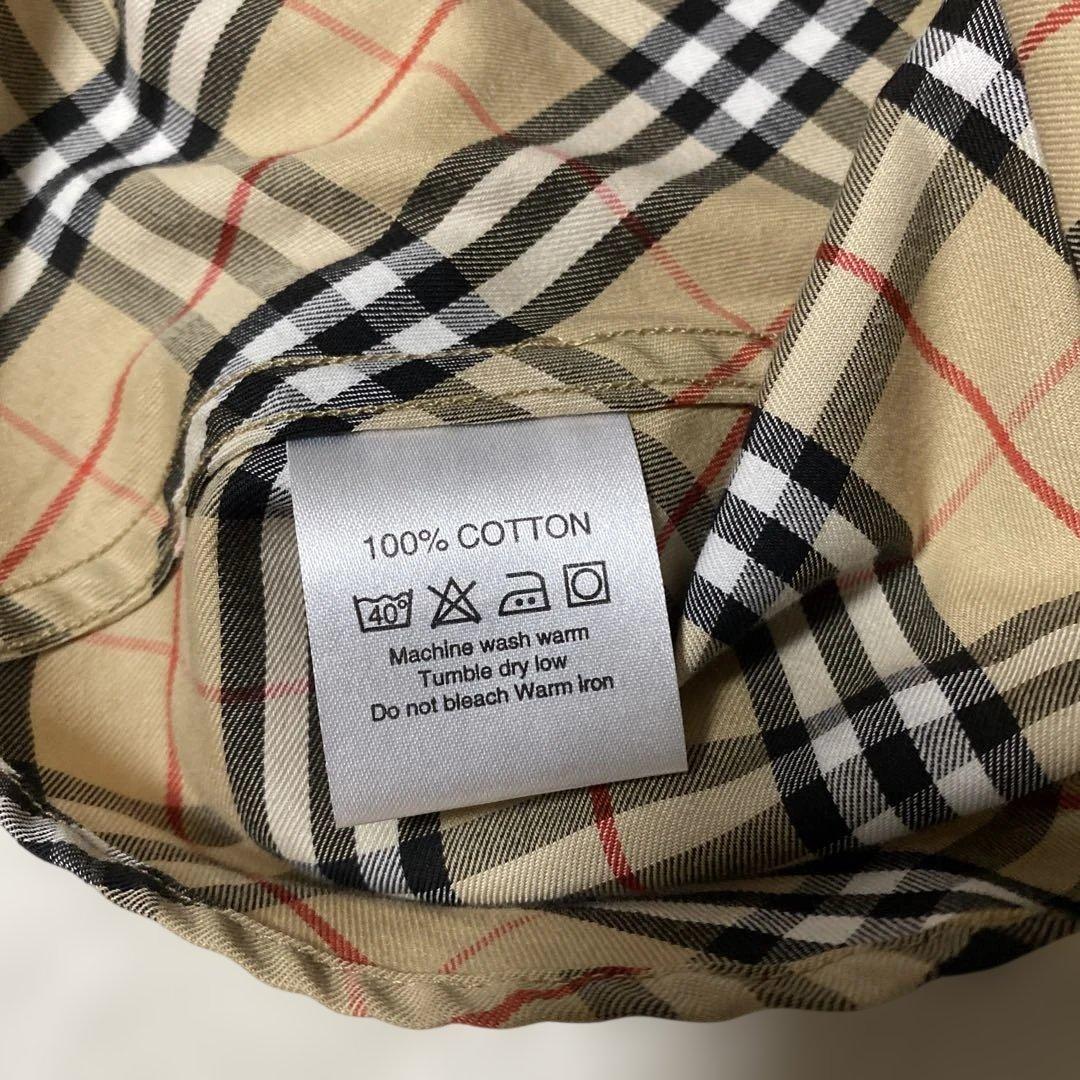 100% COTTON
40°
Machine wash warm
Tumble dry low
Do not bleach Warm Iron